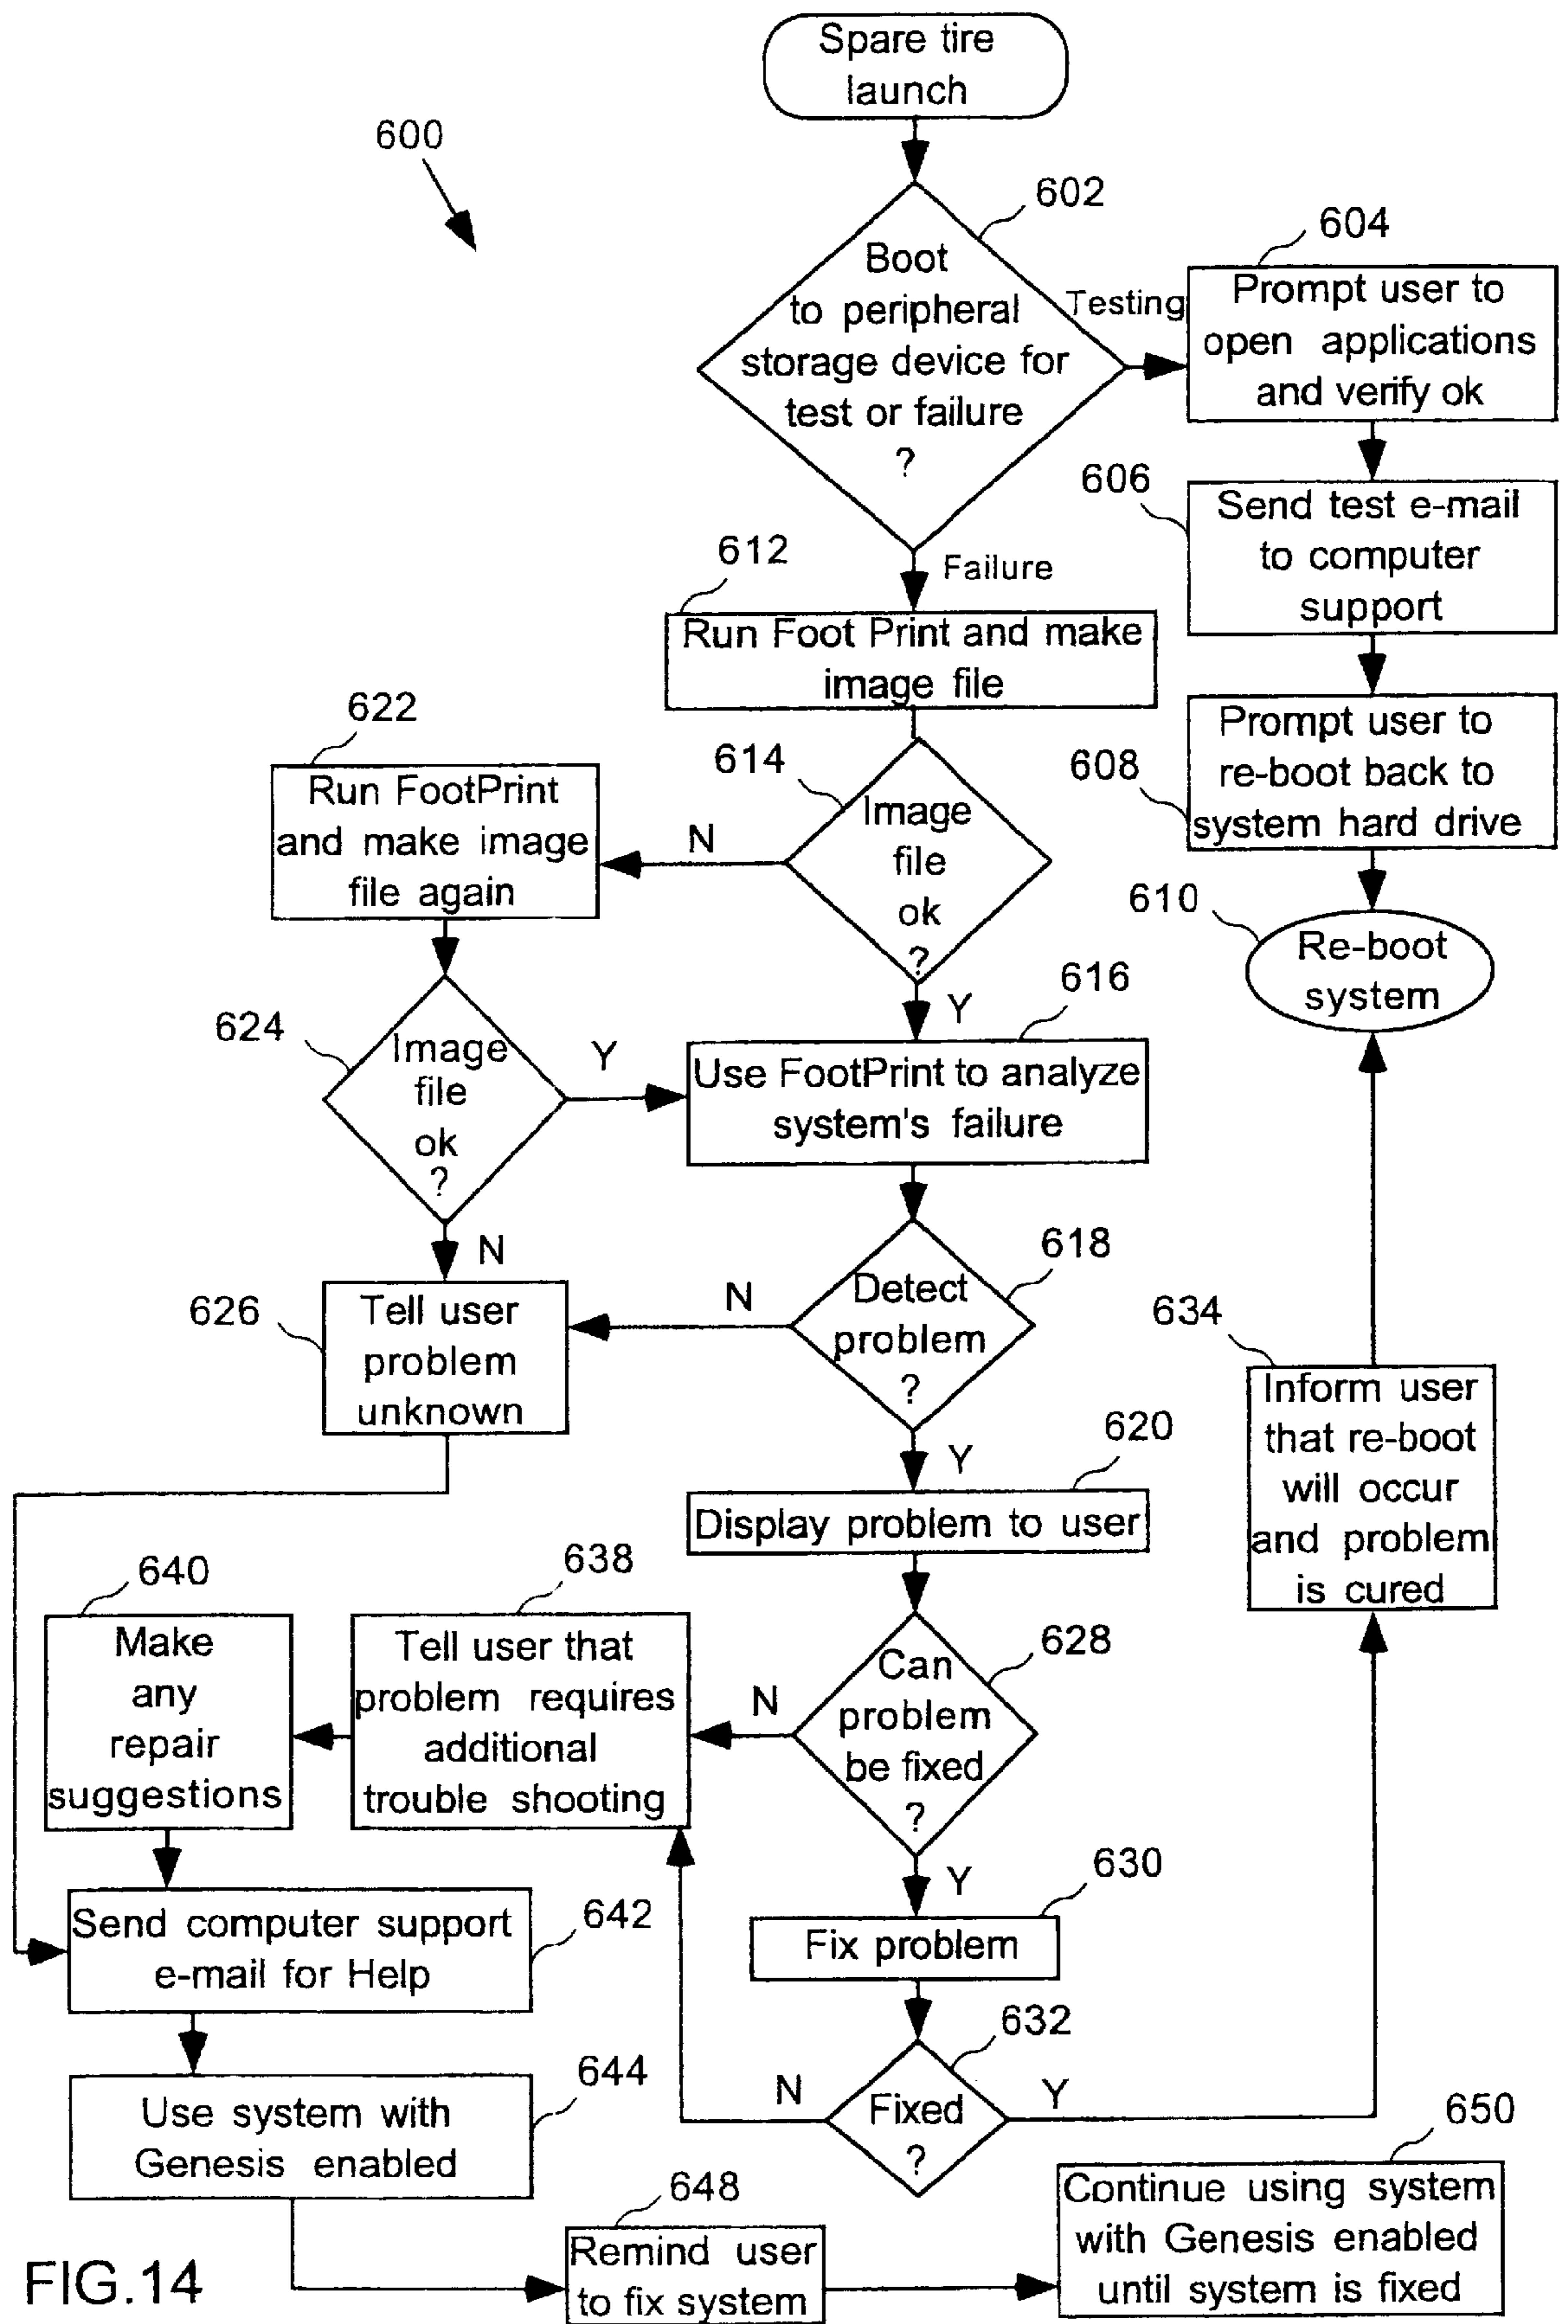 Spare tire
launch
600
602
Boot
to peripheral
storage device for
test or failure
?
Testing
604
Prompt user to
open applications
and verify ok
606
Send test e-mail
to computer
support
Failure
612
Run Foot Print and make
image file
608
Prompt user to
re-boot back to
system hard drive
622
Run FootPrint
and make image
file again
N
614
Image
file
ok
?
Y
610
Re-boot
system
624
Image
file
ok
?
Y
N
616
Use FootPrint to analyze
system's failure
626
Tell user
problem
unknown
N
618
Detect
problem
?
Y
634
Inform user
that re-boot
will occur
and problem
is cured
620
Display problem to user
640
Make
any
repair
suggestions
638
Tell user that
problem requires
additional
trouble shooting
N
628
Can
problem
be fixed
?
Y
630
Fix problem
642
Send computer support
e-mail for Help
632
Fixed
?
N
Y
644
Use system with
Genesis enabled
648
Remind user
to fix system
650
Continue using system
with Genesis enabled
until system is fixed
FIG.14